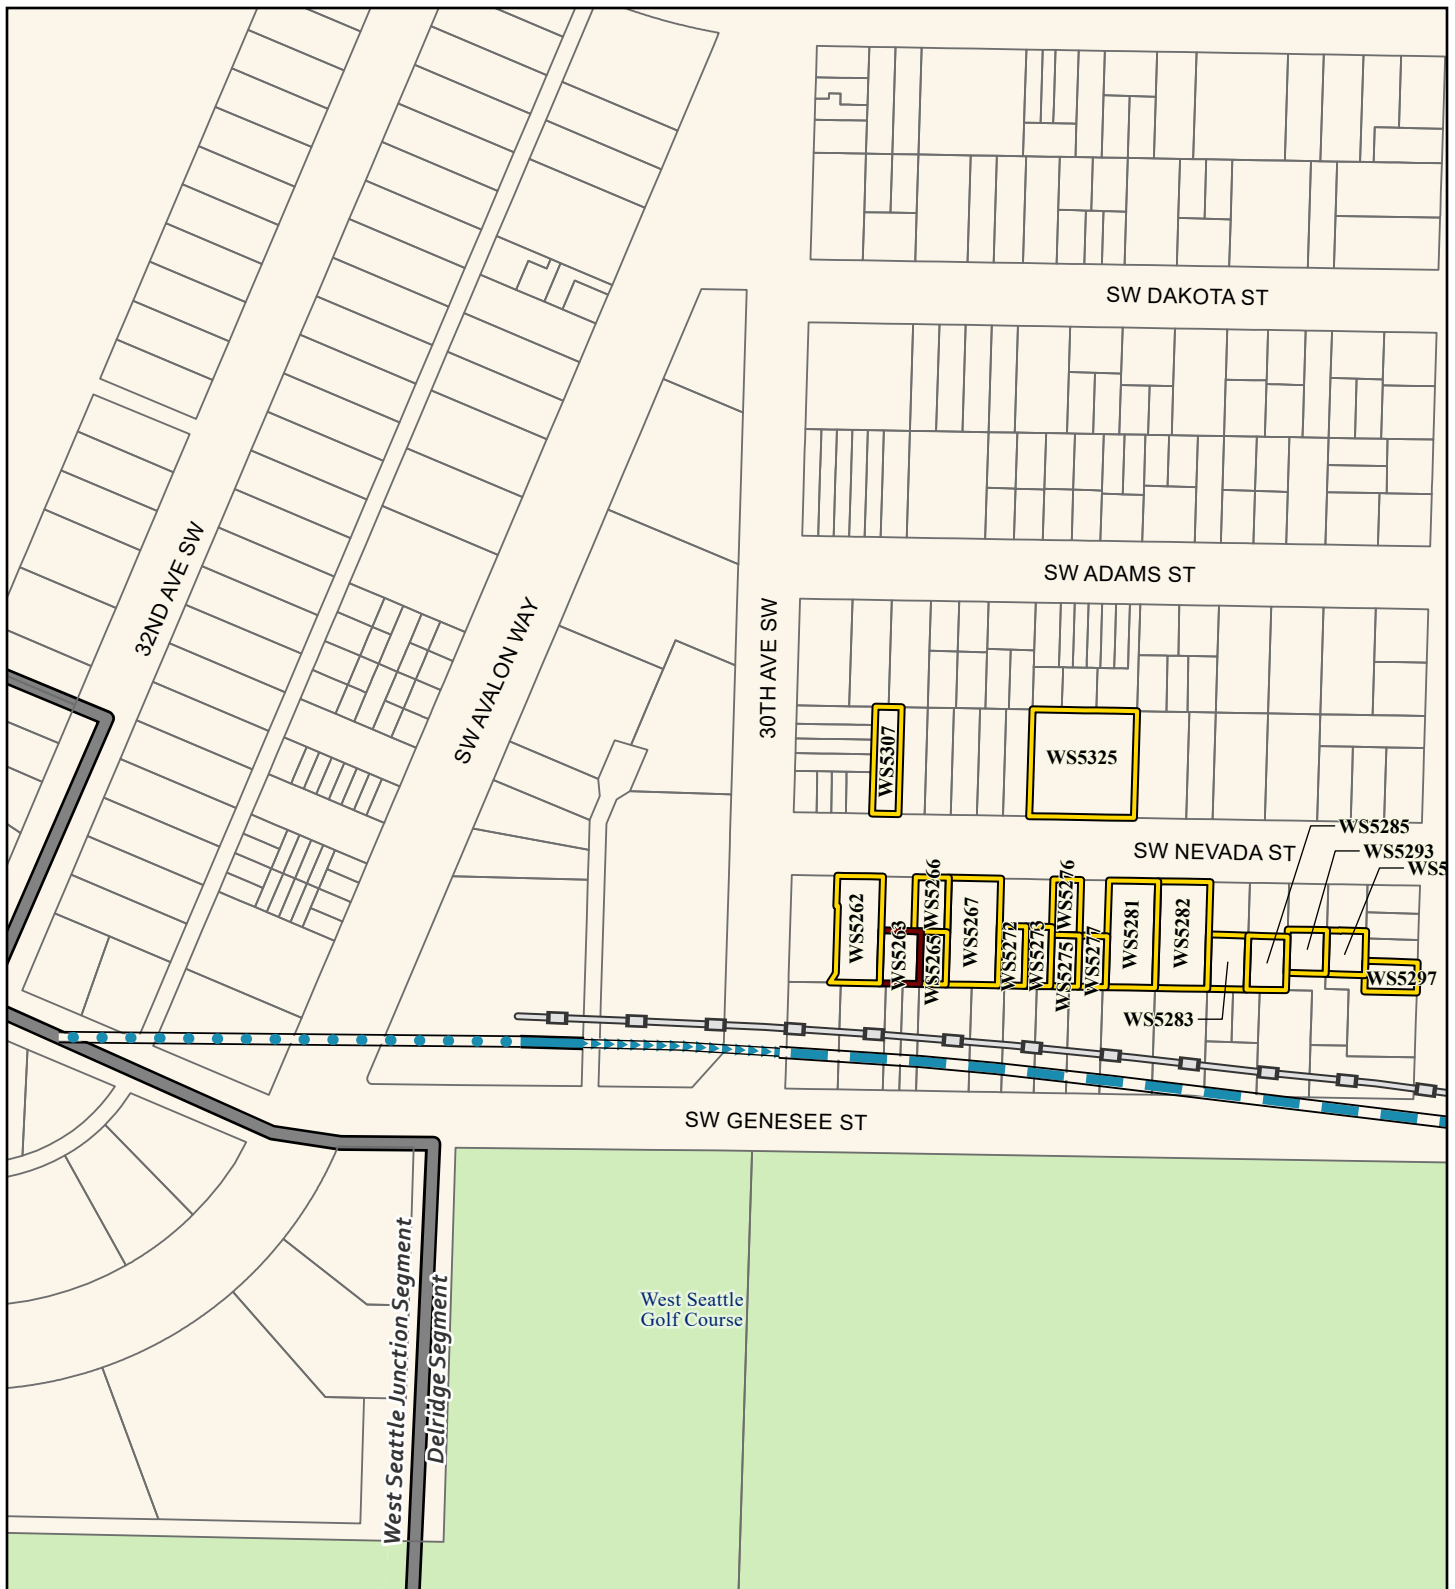 SW DAKOTA ST
SW ADAMS ST
32ND AVE SW
SW AVALON WAY
30TH AVE SW
WS5307
WS5325
WS5285
SW NEVADA ST
WS5293
WS5
WS5262
WS5263
WS5266
WS5265
WS5267
WS5272
WS5273
WS5276
WS5275
WS5277
WS5281
WS5282
WS5297
WS5283
SW GENESEE ST
West Seattle Junction Segment
Delridge Segment
West Seattle
Golf Course